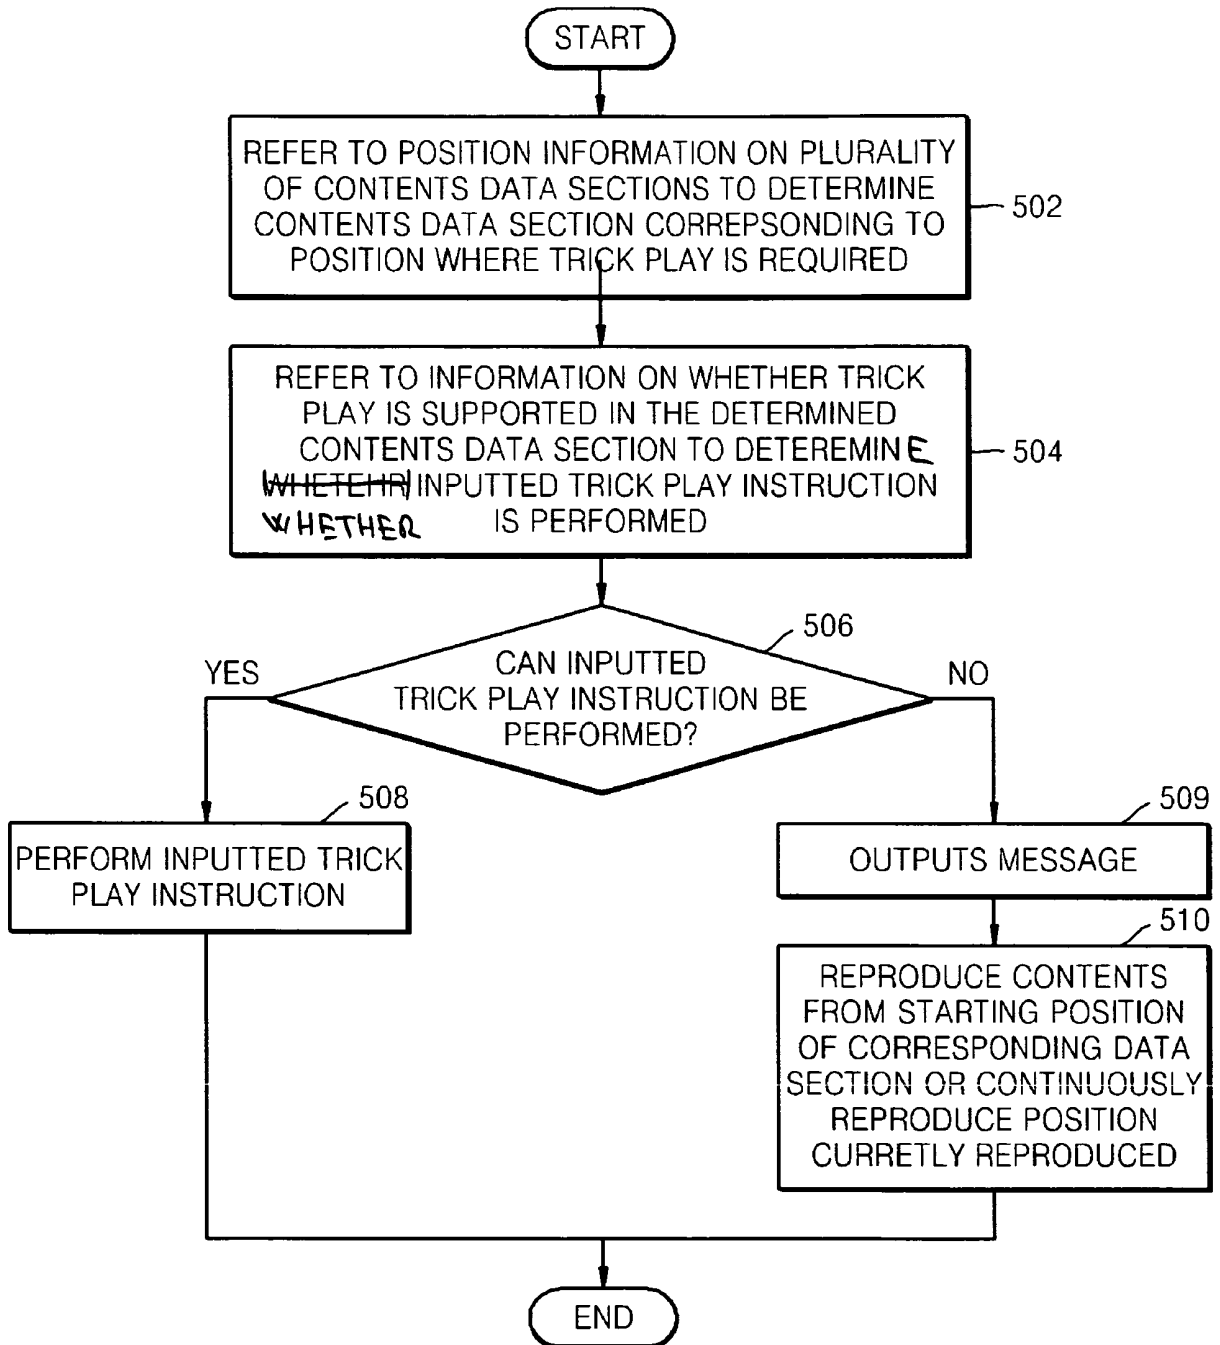 START
REFER TO POSITION INFORMATION ON PLURALITY
OF CONTENTS DATA SECTIONS TO DETERMINE
CONTENTS DATA SECTION CORREPSONDING TO
POSITION WHERE TRICK PLAY IS REQUIRED
502
REFER TO INFORMATION ON WHETHER TRICK
PLAY IS SUPPORTED IN THE DETERMINED
CONTENTS DATA SECTION TO DETEREMINE
WHETEHR INPUTTED TRICK PLAY INSTRUCTION
WHETHER IS PERFORMED
504
506
CAN INPUTTED
TRICK PLAY INSTRUCTION BE
PERFORMED?
YES
NO
508
PERFORM INPUTTED TRICK
PLAY INSTRUCTION
509
OUTPUTS MESSAGE
510
REPRODUCE CONTENTS
FROM STARTING POSITION
OF CORRESPONDING DATA
SECTION OR CONTINUOUSLY
REPRODUCE POSITION
CURRETLY REPRODUCED
END